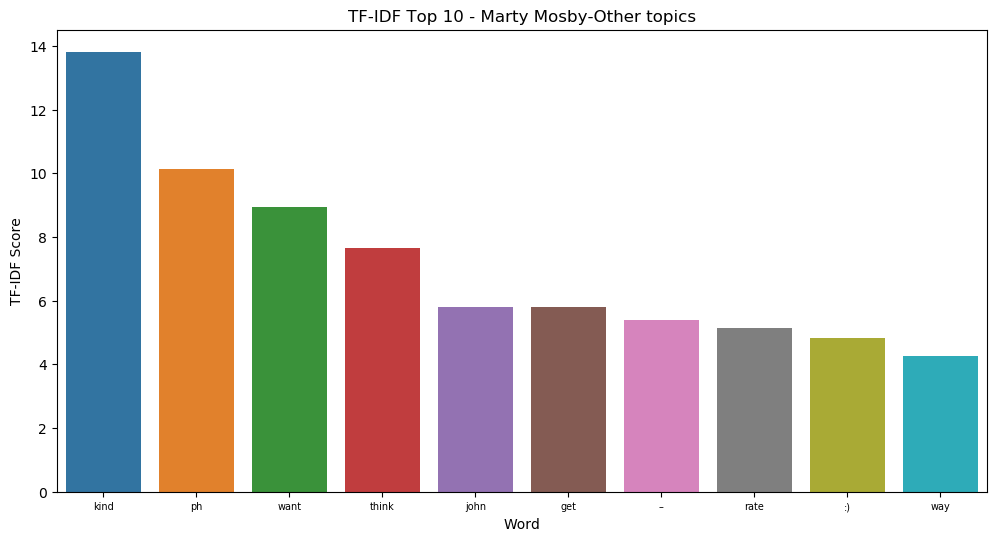 TF-IDF Top 10 - Marty Mosby-Other topics
14
12
10
8
6
4
2
0
TF-IDF Score
kind ph want think john get – rate :) way
Word